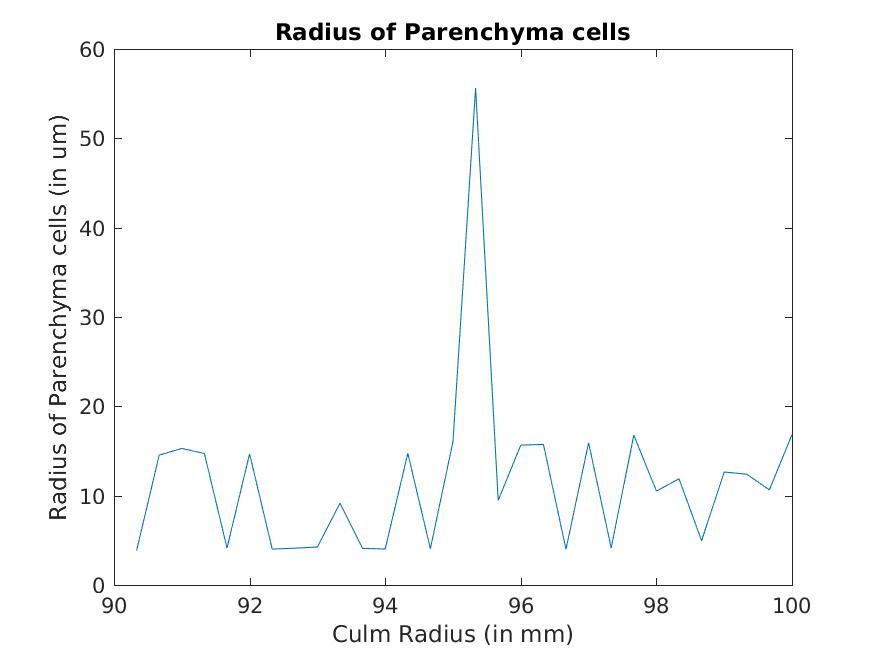 Radius of Parenchyma cells
60
50
40
30
20
10
0
Radius of Parenchyma cells (in um)
90 92 94 96 98 100
Culm Radius (in mm)